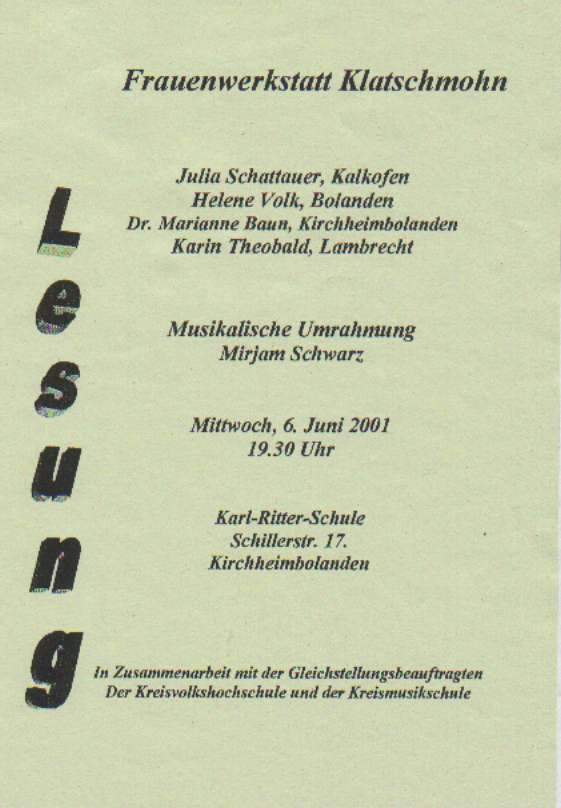 Frauenwerkstatt Klatschmohn
Lesung
Julia Schattauer, Kalkofen
Helene Volk, Bolanden
Dr. Marianne Baun, Kirchheimbolanden
Karin Theobald, Lambrecht
Musikalische Umrahmung
Mirjam Schwarz
Mittwoch, 6. Juni 2001
19.30 Uhr
Karl-Ritter-Schule
Schillerstr. 17.
Kirchheimbolanden
In Zusammenarbeit mit der Gleichstellungsbeauftragten
Der Kreisvolkshochschule und der Kreismusikschule